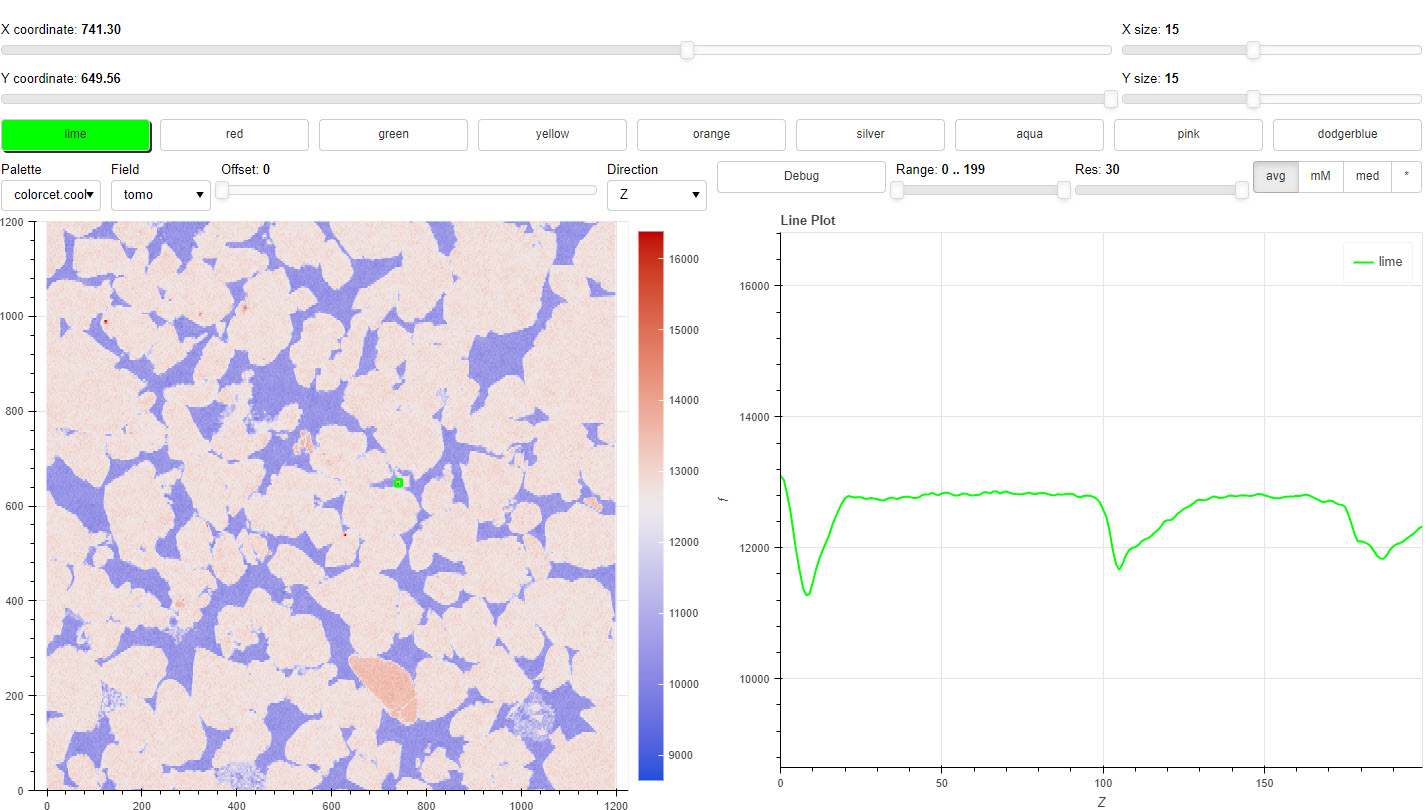 X coordinate: 741.30
X size: 15
Y coordinate: 649.56
Y size: 15
lime red green yellow orange silver aqua pink dodgerblue
Palette Field Offset: 0 Direction Debug Range: 0 .. 199 Res: 30 avg mM med *
colorcet.cool tomo Z
Line Plot
lime
1200
1000
800
600
400
200
0
0 200 400 600 800 1000 1200
16000
15000
14000
13000
12000
11000
10000
9000
f
16000
14000
12000
10000
0 50 100 150
Z